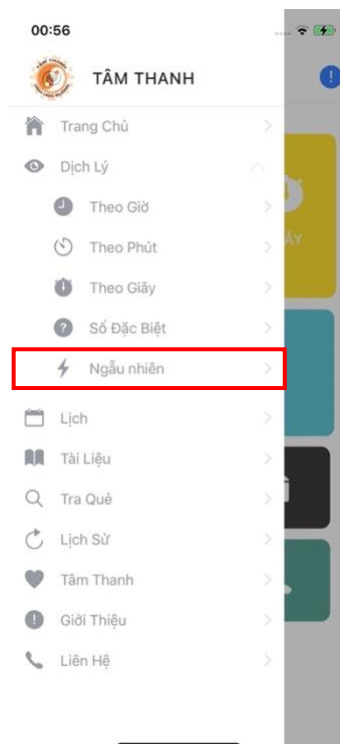 00:56
TÂM THANH
Trang Chủ
Dịch Lý
Theo Giờ
Theo Phút
Theo Giây
ÂY
Số Đặc Biệt
Ngẫu nhiên
Lịch
Tài Liệu
Tra Quẻ
Lịch Sử
Tâm Thanh
Giới Thiệu
Liên Hệ